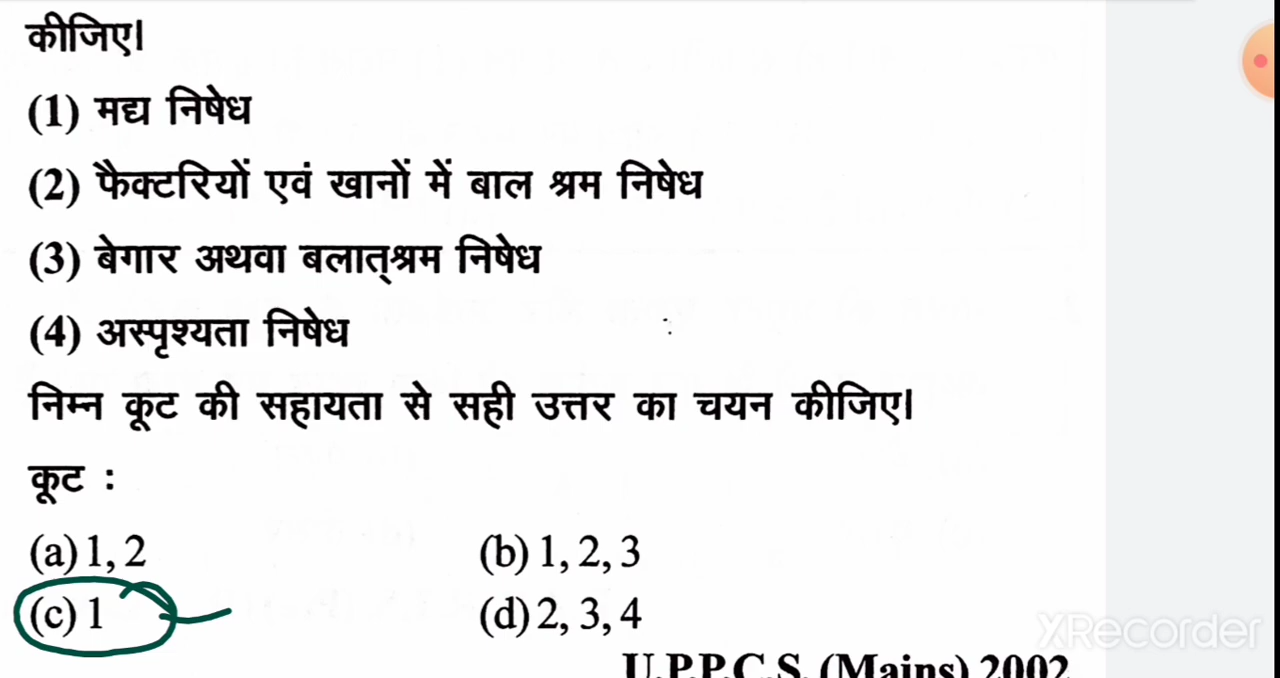 कीजिए।
(1) मद्य निषेध
(2) फैक्टरियों एवं खानों में बाल श्रम निषेध
(3) बेगार अथवा बलात्श्रम निषेध
(4) अस्पृश्यता निषेध
निम्न कूट की सहायता से सही उत्तर का चयन कीजिए।
कूट :
(a) 1, 2 (b) 1, 2, 3
(c) 1 (d) 2, 3, 4
XRecorder
U.P.P.C.S. (Mains) 2002